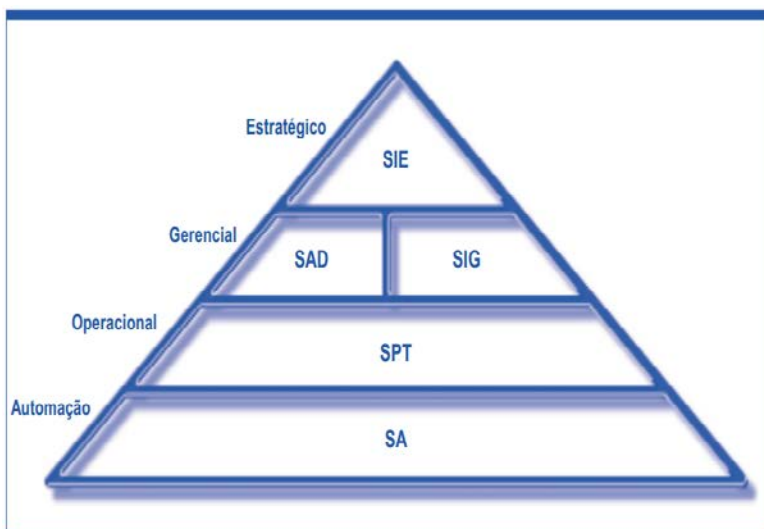 Estratégico
SIE
Gerencial
SAD
SIG
Operacional
SPT
Automação
SA